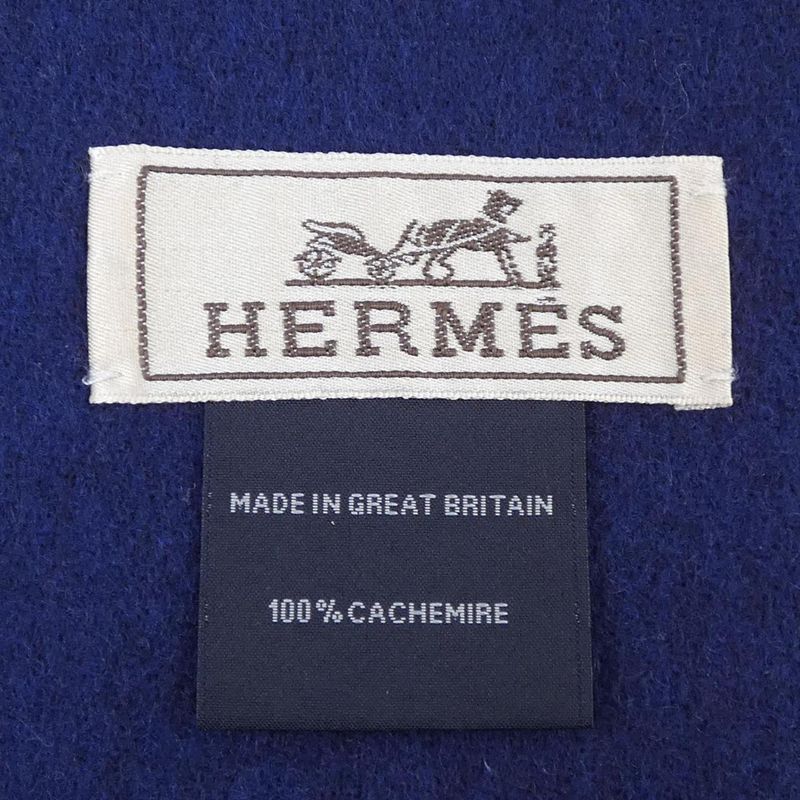 HERMÈS
MADE IN GREAT BRITAIN
100% CACHEMIRE